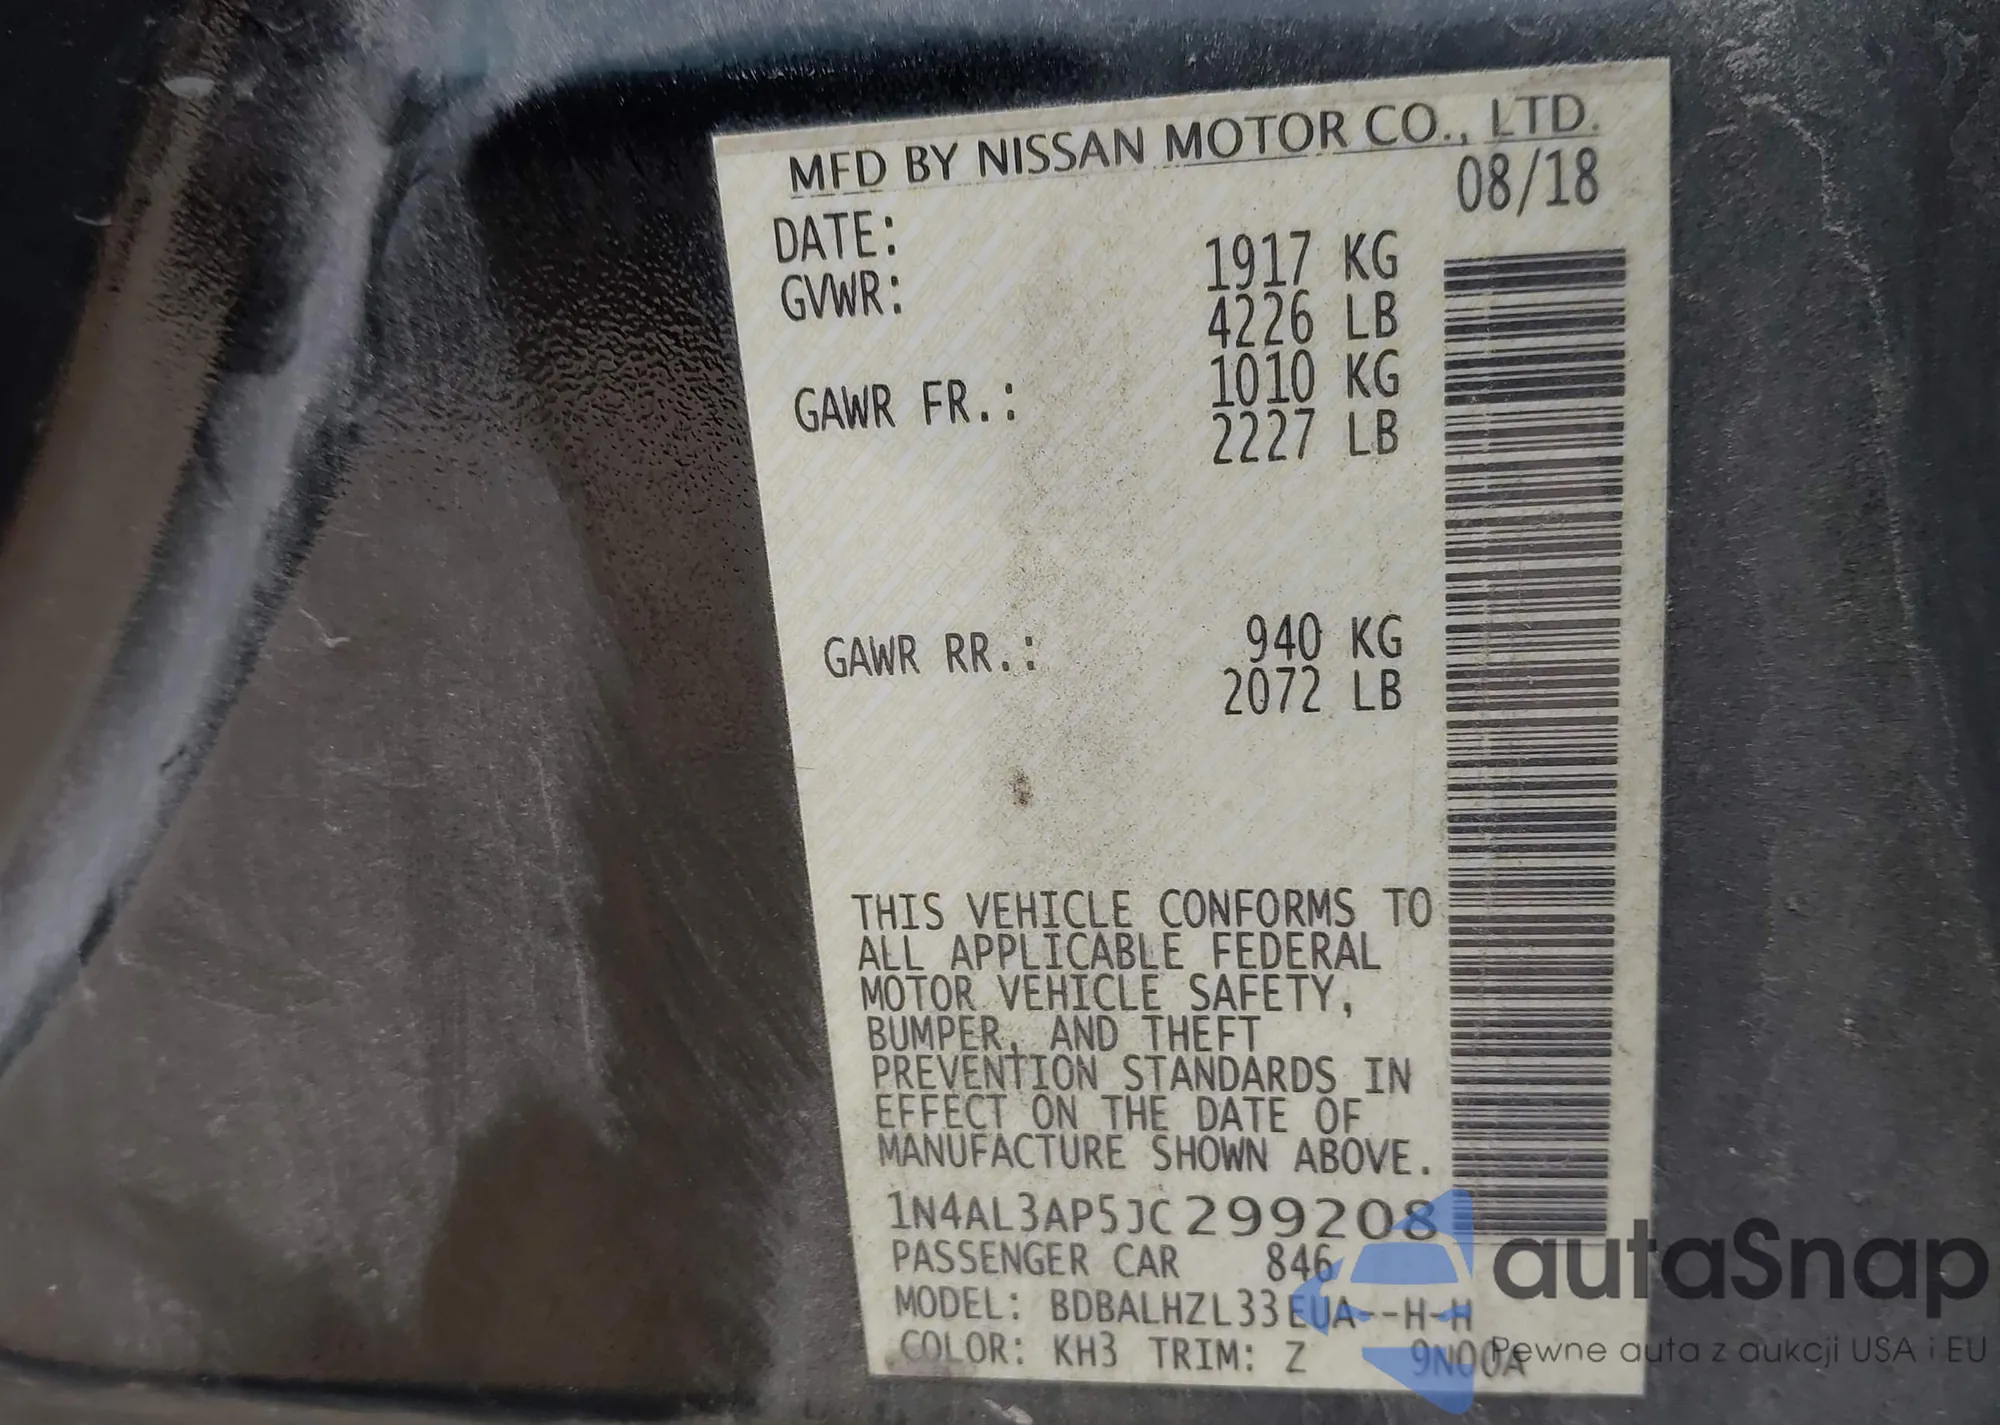 MFD BY NISSAN MOTOR CO., LTD.
DATE: 08/18
GVWR: 1917 KG
4226 LB
GAWR FR.: 1010 KG
2227 LB
GAWR RR.: 940 KG
2072 LB
THIS VEHICLE CONFORMS TO
ALL APPLICABLE FEDERAL
MOTOR VEHICLE SAFETY,
BUMPER, AND THEFT
PREVENTION STANDARDS IN
EFFECT ON THE DATE OF
MANUFACTURE SHOWN ABOVE.
1N4AL3AP5JC299208
PASSENGER CAR 846
MODEL: BDBALHZL33EUA--H-H
COLOR: KH3 TRIM: Z 9N00A
autaSnap
Pewne auta z aukcji USA i EU